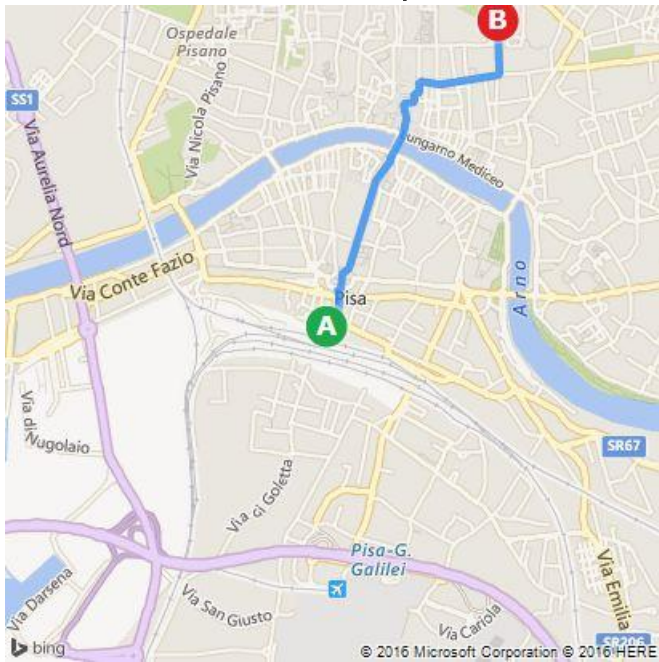 B
Ospedale
Pisano
SS1
Via Nicola Pisano
Via Aurelia Nord
ungarno Mediceo
Arno
Via Conte Fazio
Pisa
A
Via di
Nugolaio
SR67
Via di Goletta
Pisa-G.
Galilei
Via Darsena
Via San Giusto
Via Emilia
Via Cariola
SR206
bing
© 2016 Microsoft Corporation © 2016 HERE